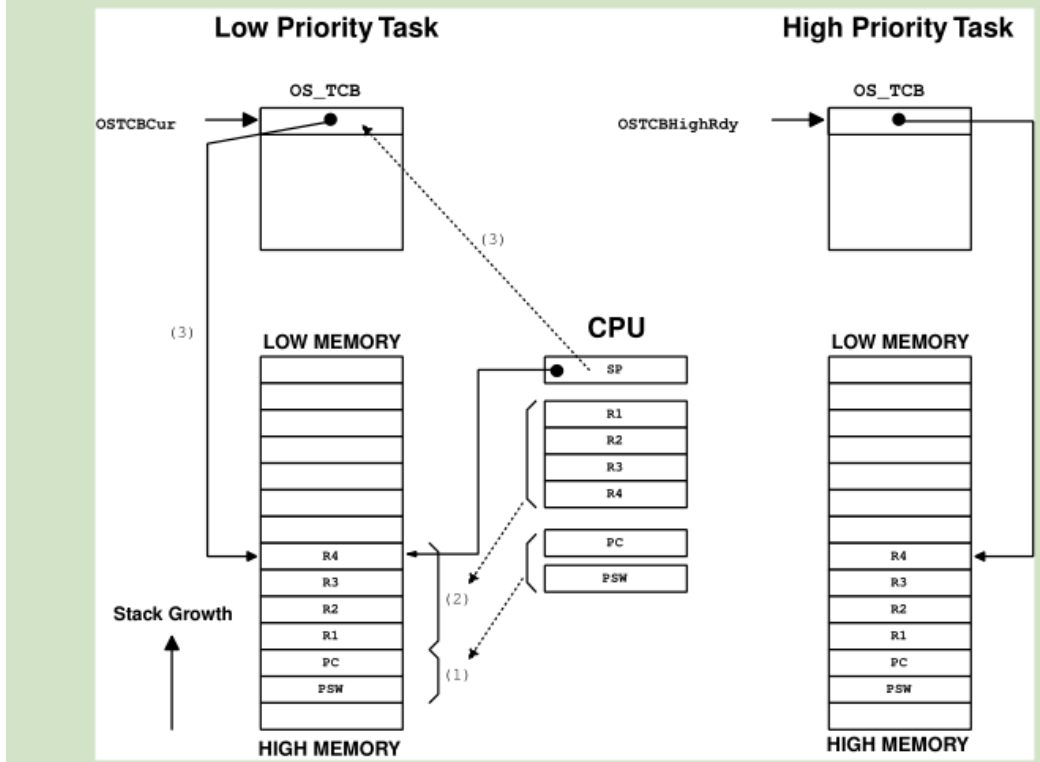 Low Priority Task
High Priority Task
OS_TCB
OS_TCB
OSTCBCur
OSTCBHighRdy
(3)
(3)
CPU
LOW MEMORY
LOW MEMORY
SP
R1
R2
R3
R4
PC
PSW
R4
R3
R2
R1
PC
PSW
(2)
(1)
Stack Growth
R4
R3
R2
R1
PC
PSW
HIGH MEMORY
HIGH MEMORY